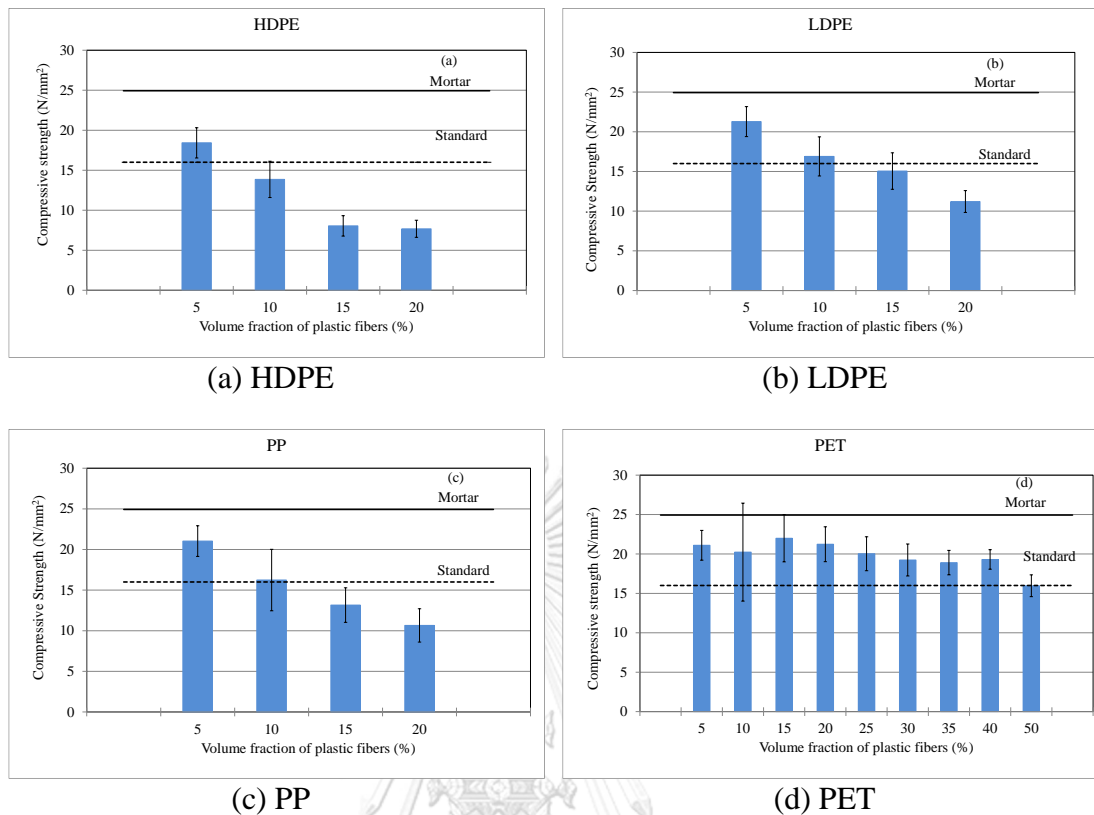 HDPE
(a)
Mortar
Standard
Compressive strength (N/mm²)
30
25
20
15
10
5
0
5 10 15 20
Volume fraction of plastic fibers (%)
(a) HDPE
LDPE
(b)
Mortar
Standard
Compressive Strength (N/mm²)
30
25
20
15
10
5
0
5 10 15 20
Volume fraction of plastic fibers (%)
(b) LDPE
PP
(c)
Mortar
Standard
Compressive Strength (N/mm²)
30
25
20
15
10
5
0
5 10 15 20
Volume fraction of plastic fibers (%)
(c) PP
PET
(d)
Mortar
Standard
Compressive strength (N/mm²)
30
25
20
15
10
5
0
5 10 15 20 25 30 35 40 50
Volume fraction of plastic fibers (%)
(d) PET